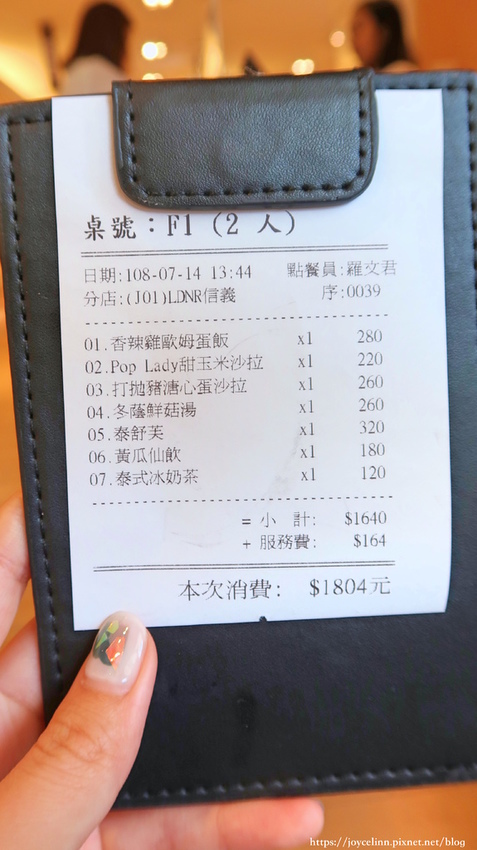 桌號：F1 (2 人)
日期:108-07-14 13:44 點餐員:羅文君
分店:(J01)LDNR信義 序:0039
01.香辣雞歐姆蛋飯 x1 280
02.Pop Lady甜玉米沙拉 x1 220
03.打拋豬溏心蛋沙拉 x1 260
04.冬蔭鮮菇湯 x1 260
05.泰舒芙 x1 320
06.黃瓜仙飲 x1 180
07.泰式冰奶茶 x1 120
= 小 計: $1640
+ 服務費: $164
本次消費: $1804元
https://joycelinn.pixnet.net/blog